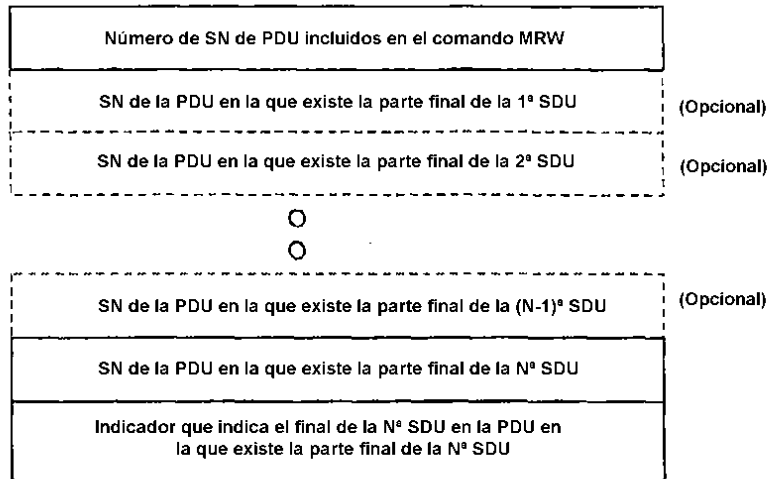 Número de SN de PDU incluidos en el comando MRW
SN de la PDU en la que existe la parte final de la 1ª SDU
(Opcional)
SN de la PDU en la que existe la parte final de la 2ª SDU
(Opcional)
SN de la PDU en la que existe la parte final de la (N-1)ª SDU
(Opcional)
SN de la PDU en la que existe la parte final de la Nª SDU
Indicador que indica el final de la Nª SDU en la PDU en
la que existe la parte final de la Nª SDU